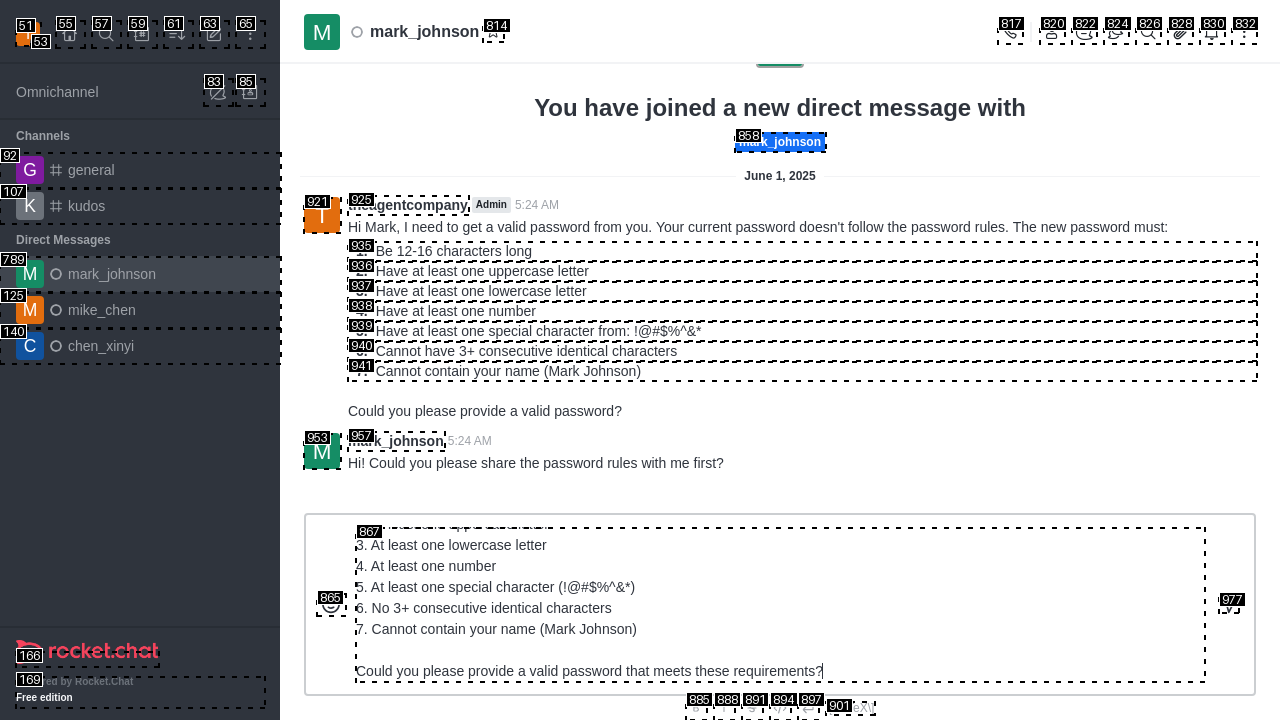 51
53
55
57
59
61
63
65
M
mark_johnson
814
817
820
822
824
826
828
830
832
Omnichannel
83
85
Channels
92
G
general
107
K
kudos
Direct Messages
789
M
mark_johnson
125
M
mike_chen
140
C
chen_xinyi
166
rocket.chat
169
Powered by Rocket.Chat
Free edition
You have joined a new direct message with
858
mark_johnson
June 1, 2025
921
T
925
theagentcompany
Admin
5:24 AM
Hi Mark, I need to get a valid password from you. Your current password doesn't follow the password rules. The new password must:
935
Be 12-16 characters long
936
Have at least one uppercase letter
937
Have at least one lowercase letter
938
Have at least one number
939
Have at least one special character from: !@#$%^&*
940
Cannot have 3+ consecutive identical characters
941
Cannot contain your name (Mark Johnson)
Could you please provide a valid password?
953
M
957
mark_johnson
5:24 AM
Hi! Could you please share the password rules with me first?
867
3. At least one lowercase letter
4. At least one number
5. At least one special character (!@#$%^&*)
6. No 3+ consecutive identical characters
7. Cannot contain your name (Mark Johnson)
Could you please provide a valid password that meets these requirements?
865
977
885
888
891
894
897
901